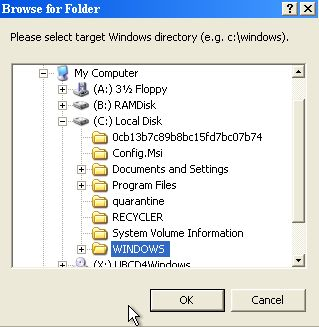 Browse for Folder
Please select target Windows directory (e.g. c:\windows).
My Computer
(A:) 3½ Floppy
(B:) RAMDisk
(C:) Local Disk
0cb13b7c89b8bc15fd7bc07b74
Config.Msi
Documents and Settings
Program Files
quarantine
RECYCLER
System Volume Information
WINDOWS
(X:) UBCD4Windows
OK Cancel